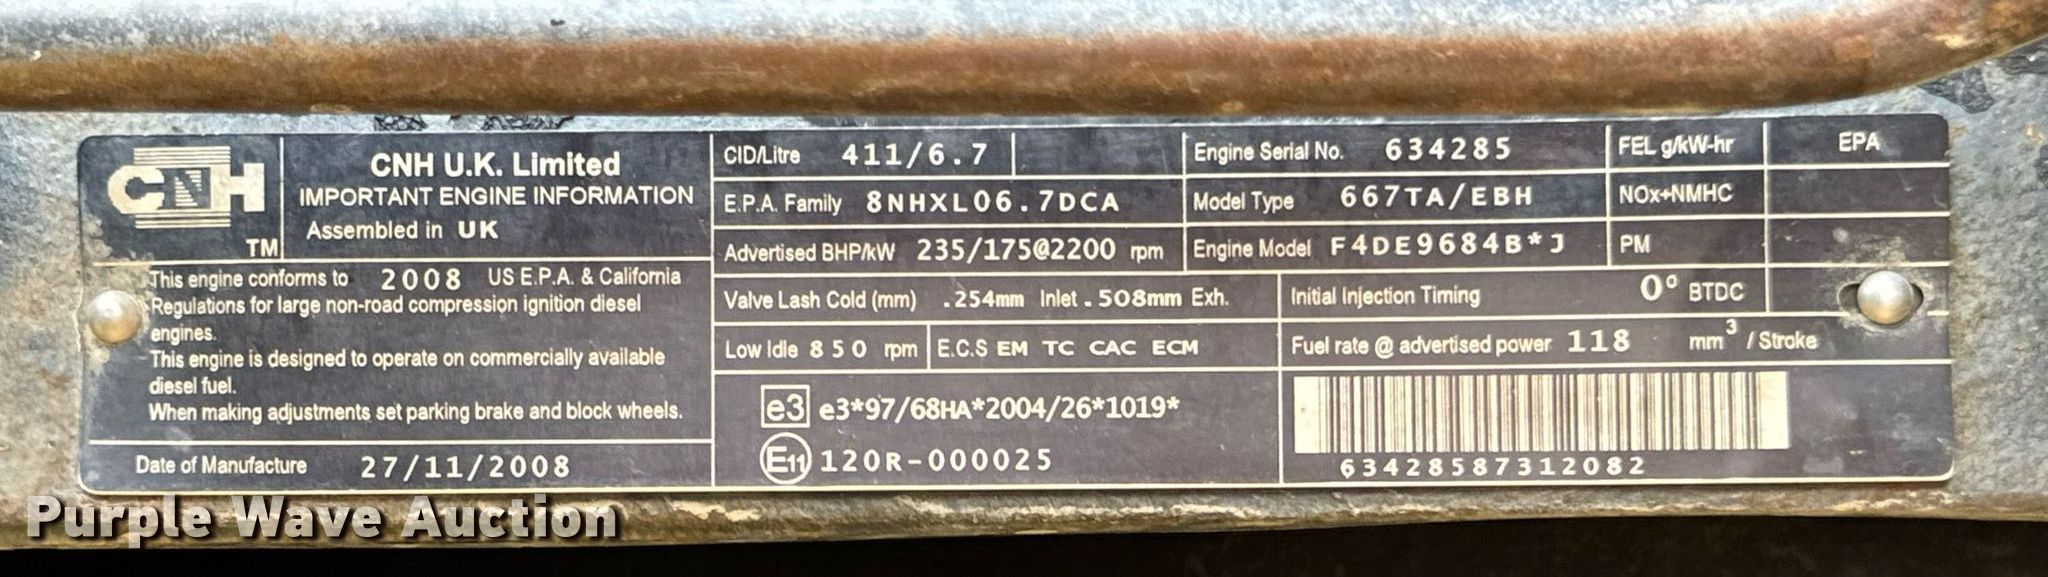 CNH
TM
CNH U.K. Limited
IMPORTANT ENGINE INFORMATION
Assembled in UK
This engine conforms to 2008 US E.P.A. & California
Regulations for large non-road compression ignition diesel
engines.
This engine is designed to operate on commercially available
diesel fuel.
When making adjustments set parking brake and block wheels.
Date of Manufacture 27/11/2008
CID/Litre 411/6.7
E.P.A. Family 8NHXL06.7DCA
Advertised BHP/kW 235/175@2200 rpm
Engine Serial No. 634285
Model Type 667TA/EBH
Engine Model F4DE9684B*J
FEL g/kW-hr EPA
NOx+NMHC
PM
Valve Lash Cold (mm) .254mm Inlet .508mm Exh.
Initial Injection Timing 0° BTDC
Low Idle 850 rpm E.C.S EM TC CAC ECM
Fuel rate @ advertised power 118 mm³ / Stroke
e3 e3*97/68HA*2004/26*1019*
E11 120R-000025
63428587312082
Purple Wave Auction